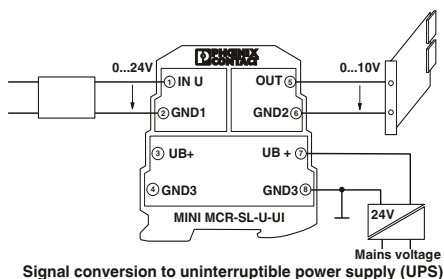 PHOENIX
CONTACT
0...24V
① IN U
OUT ⑤
0...10V
② GND1
GND2 ⑥
③ UB+
UB + ⑦
④ GND3
GND3 ⑧
24V
MINI MCR-SL-U-UI
Mains voltage
Signal conversion to uninterruptible power supply (UPS)